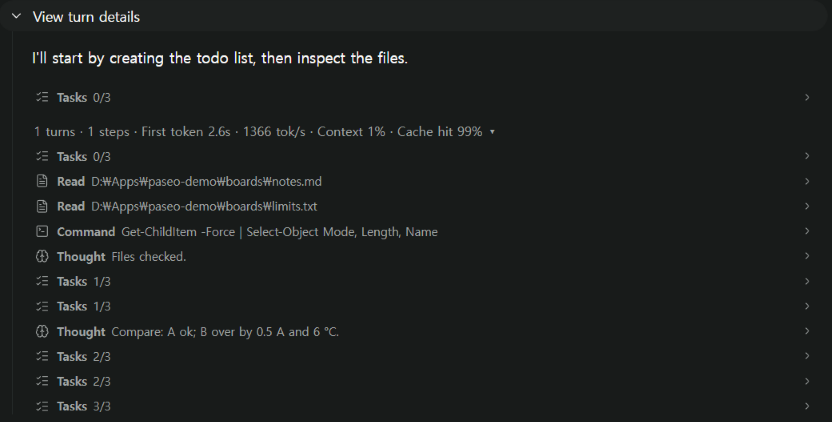 View turn details
I'll start by creating the todo list, then inspect the files.
Tasks 0/3
1 turns · 1 steps · First token 2.6s · 1366 tok/s · Context 1% · Cache hit 99% ▾
Tasks 0/3
Read D:₩Apps₩paseo-demo₩boards₩notes.md
Read D:₩Apps₩paseo-demo₩boards₩limits.txt
Command Get-ChildItem -Force | Select-Object Mode, Length, Name
Thought Files checked.
Tasks 1/3
Tasks 1/3
Thought Compare: A ok; B over by 0.5 A and 6 °C.
Tasks 2/3
Tasks 2/3
Tasks 3/3